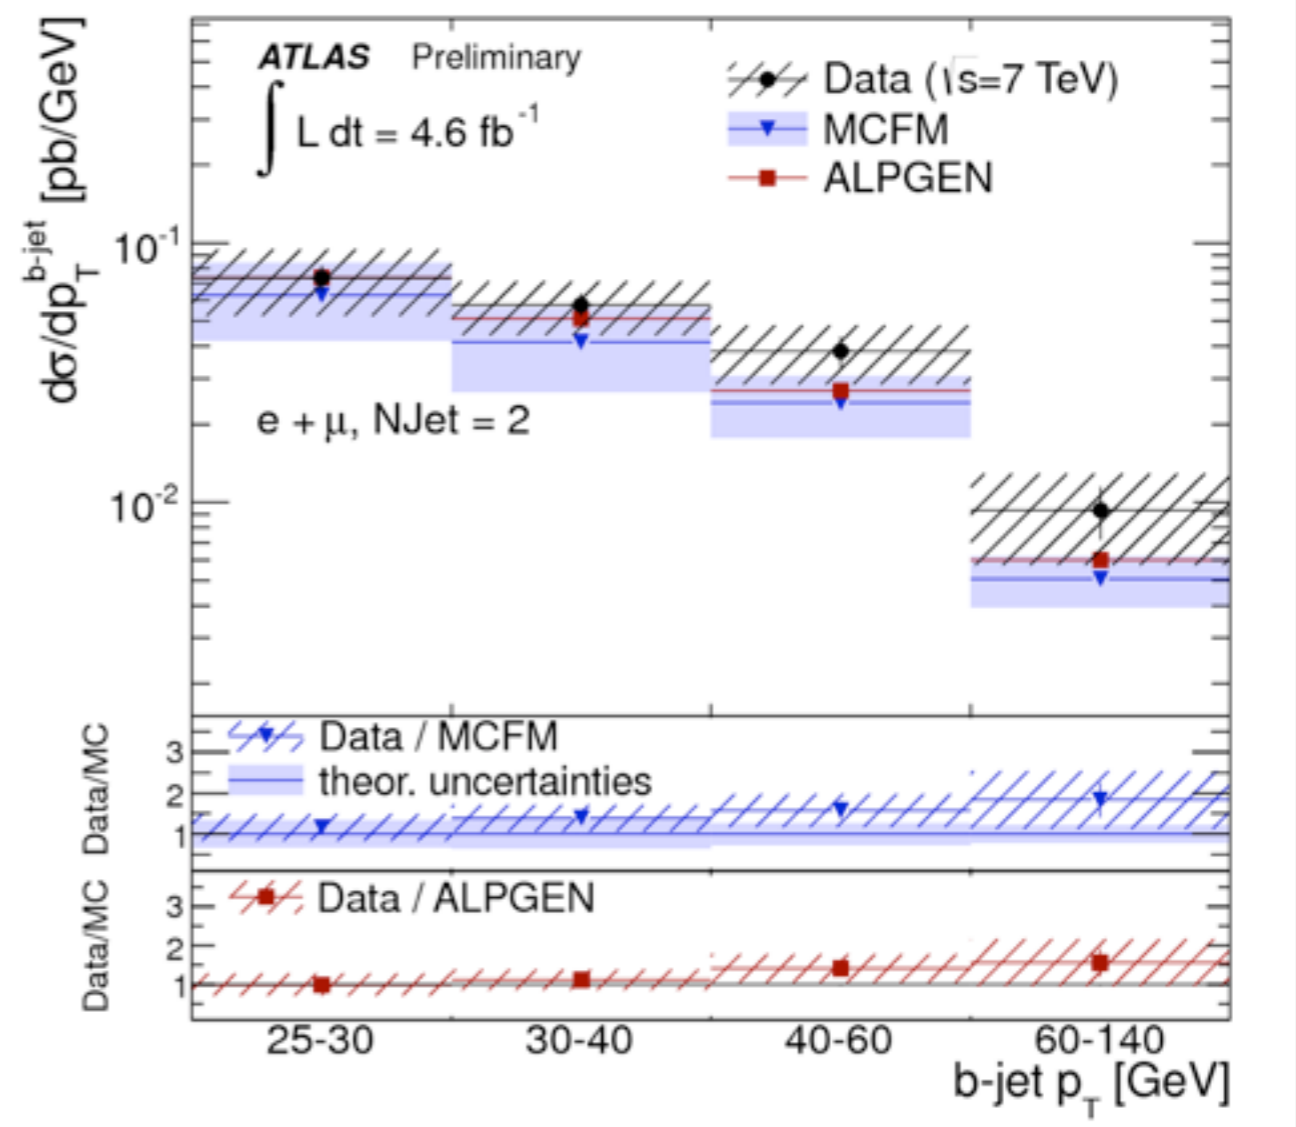 ATLAS Preliminary
∫ L dt = 4.6 fb⁻¹
Data (√s=7 TeV)
MCFM
ALPGEN
dσ/dp_T^{b-jet} [pb/GeV]
10⁻¹
e + μ, NJet = 2
10⁻²
Data/MC
Data / MCFM
theor. uncertainties
3
2
1
Data/MC
Data / ALPGEN
3
2
1
25-30 30-40 40-60 60-140
b-jet p_T [GeV]